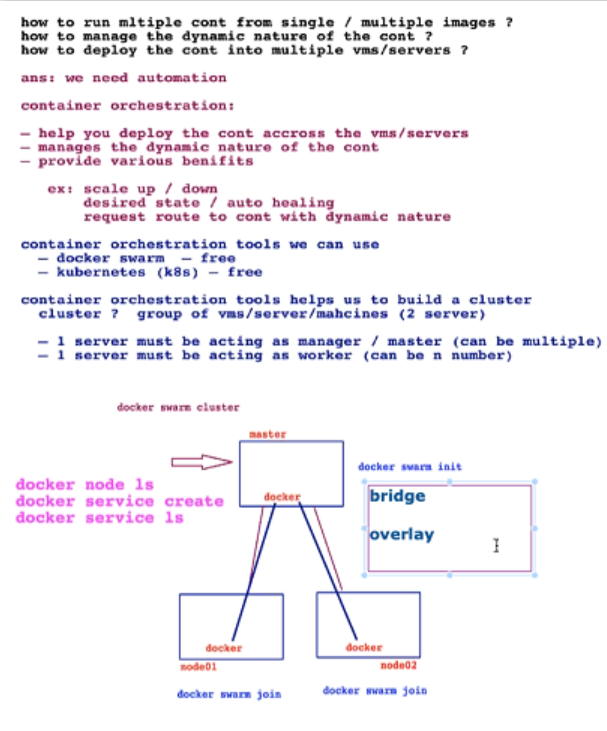 how to run mltiple cont from single / multiple images ?
how to manage the dynamic nature of the cont ?
how to deploy the cont into multiple vms/servers ?
ans: we need automation
container orchestration:
— help you deploy the cont accross the vms/servers
— manages the dynamic nature of the cont
— provide various benifits
ex: scale up / down
desired state / auto healing
request route to cont with dynamic nature
container orchestration tools we can use
— docker swarm — free
— kubernetes (k8s) — free
container orchestration tools helps us to build a cluster
cluster ? group of vms/server/mahcines (2 server)
— 1 server must be acting as manager / master (can be multiple)
— 1 server must be acting as worker (can be n number)
docker swarm cluster
master
docker swarm init
docker node ls
docker service create
docker service ls
docker
bridge
overlay
docker
docker
node01
node02
docker swarm join
docker swarm join